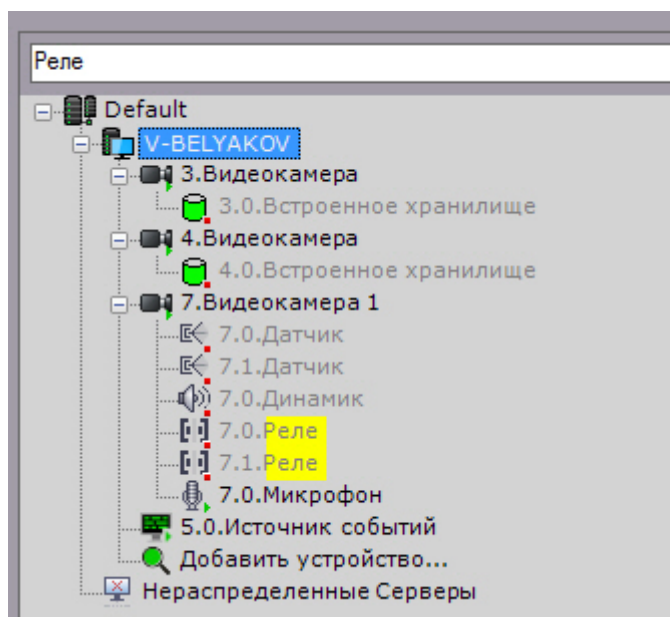 Реле
Default
V-BELYAKOV
3.Видеокамера
3.0.Встроенное хранилище
4.Видеокамера
4.0.Встроенное хранилище
7.Видеокамера 1
7.0.Датчик
7.1.Датчик
7.0.Динамик
7.0.Реле
7.1.Реле
7.0.Микрофон
5.0.Источник событий
Добавить устройство...
Нераспределенные Серверы